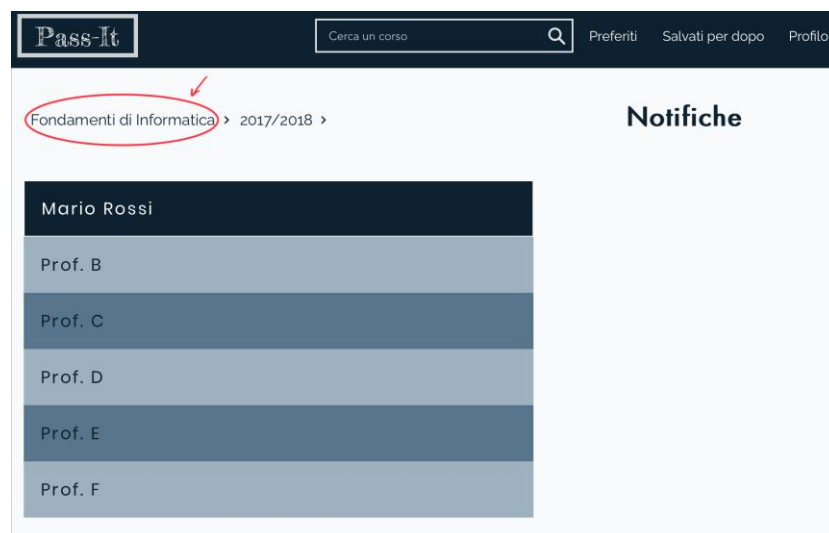 Pass-It
Cerca un corso
Preferiti
Salvati per dopo
Profilo
Fondamenti di Informatica > 2017/2018 >
Notifiche
Mario Rossi
Prof. B
Prof. C
Prof. D
Prof. E
Prof. F